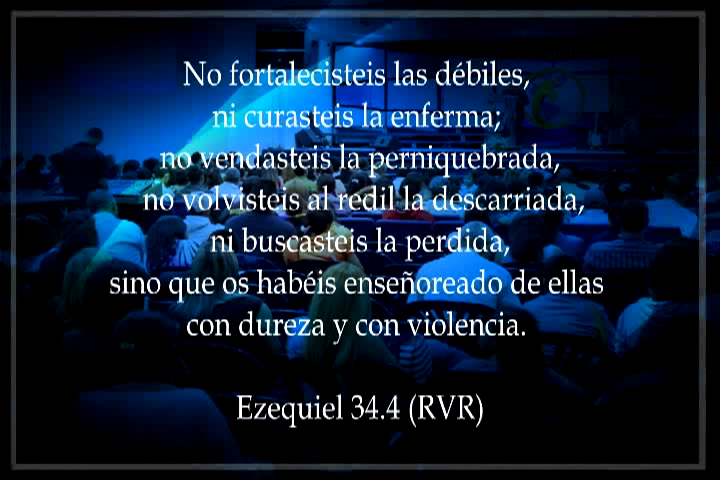 No fortalecisteis las débiles,
ni curasteis la enferma;
no vendasteis la perniquebrada,
no volvisteis al redil la descarriada,
ni buscasteis la perdida,
sino que os habéis enseñoreado de ellas
con dureza y con violencia.
Ezequiel 34.4 (RVR)